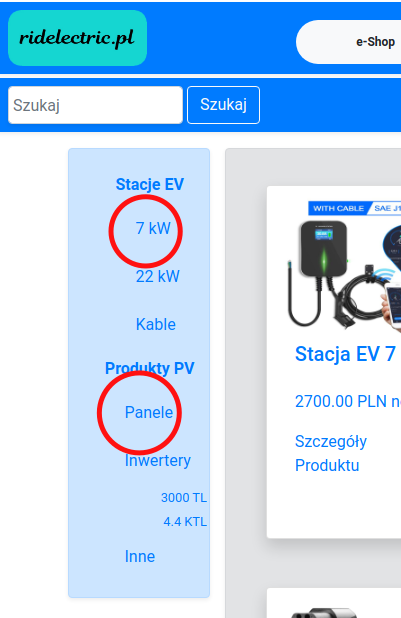 ridelectric.pl
e-Shop
Szukaj
Szukaj
Stacje EV
7 kW
22 kW
Kable
Produkty PV
Panele
Inwertery
3000 TL
4.4 KTL
Inne
WITH CABLE SAE J1
Stacja EV 7
2700.00 PLN n
Szczegóły
Produktu